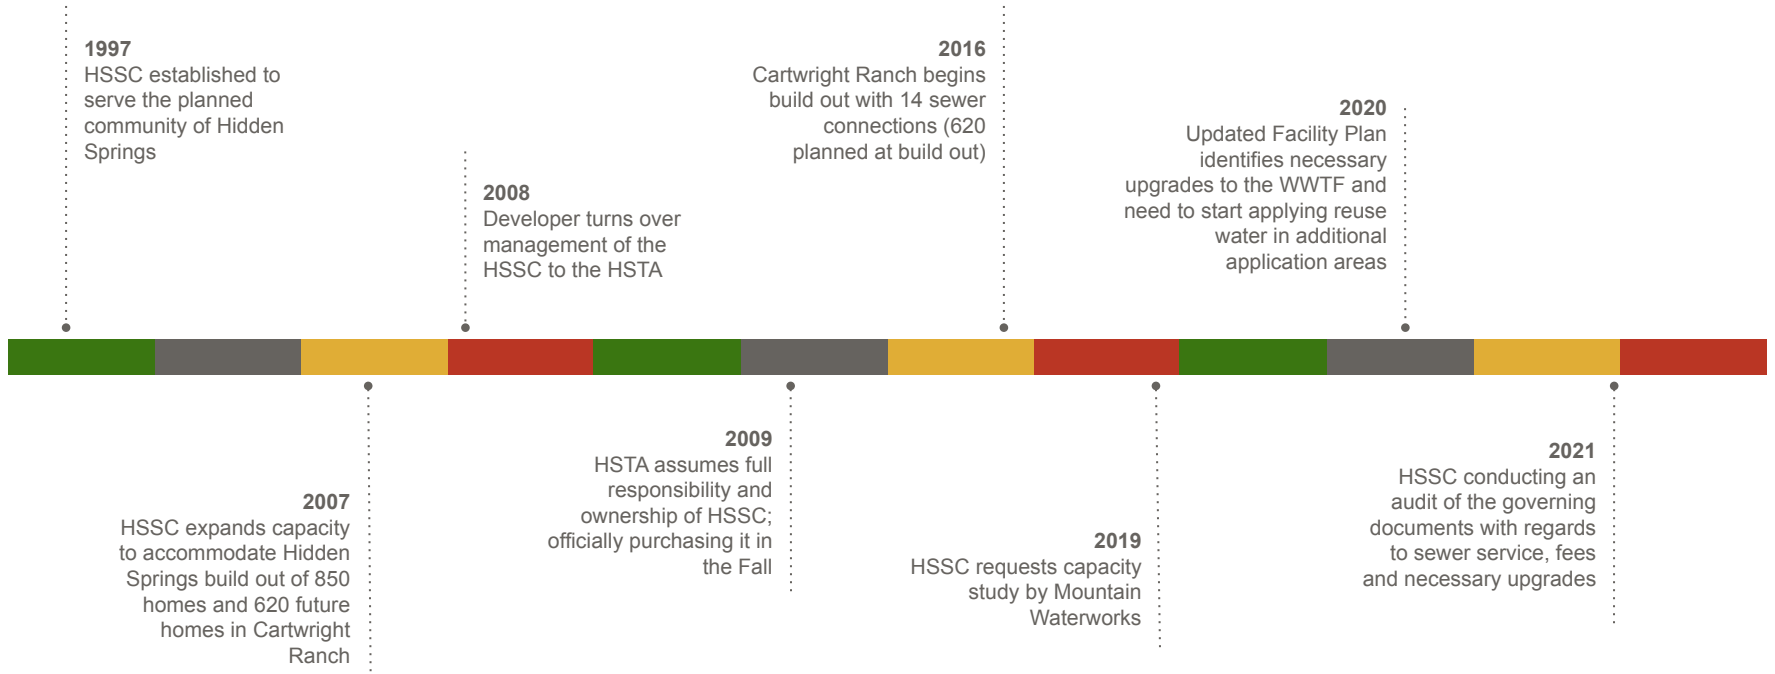 1997
HSSC established to
serve the planned
community of Hidden
Springs
2007
HSSC expands capacity
to accommodate Hidden
Springs build out of 850
homes and 620 future
homes in Cartwright
Ranch
2008
Developer turns over
management of the
HSSC to the HSTA
2009
HSTA assumes full
responsibility and
ownership of HSSC;
officially purchasing it in
the Fall
2016
Cartwright Ranch begins
build out with 14 sewer
connections (620
planned at build out)
2019
HSSC requests capacity
study by Mountain
Waterworks
2020
Updated Facility Plan
identifies necessary
upgrades to the WWTF and
need to start applying reuse
water in additional
application areas
2021
HSSC conducting an
audit of the governing
documents with regards
to sewer service, fees
and necessary upgrades